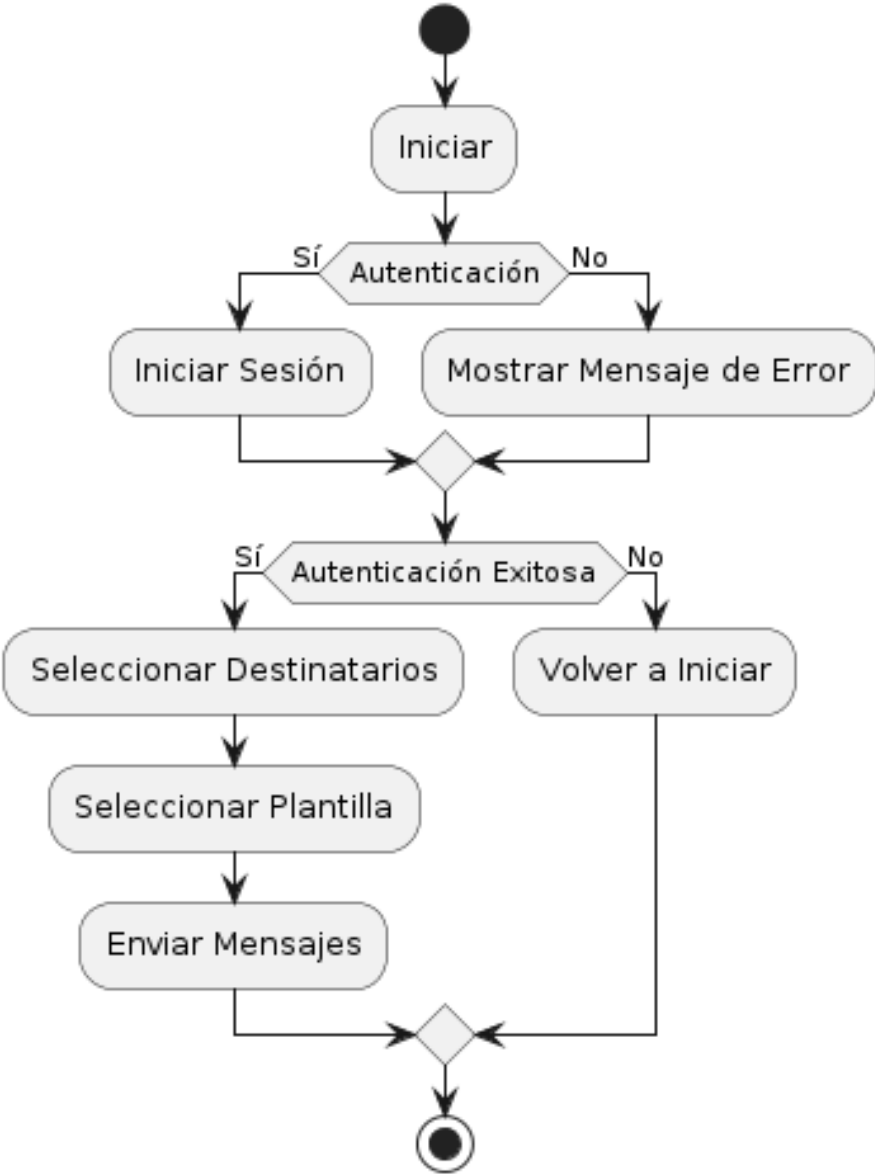 Iniciar
Sí
Autenticación
No
Iniciar Sesión
Mostrar Mensaje de Error
Sí
Autenticación Exitosa
No
Seleccionar Destinatarios
Volver a Iniciar
Seleccionar Plantilla
Enviar Mensajes